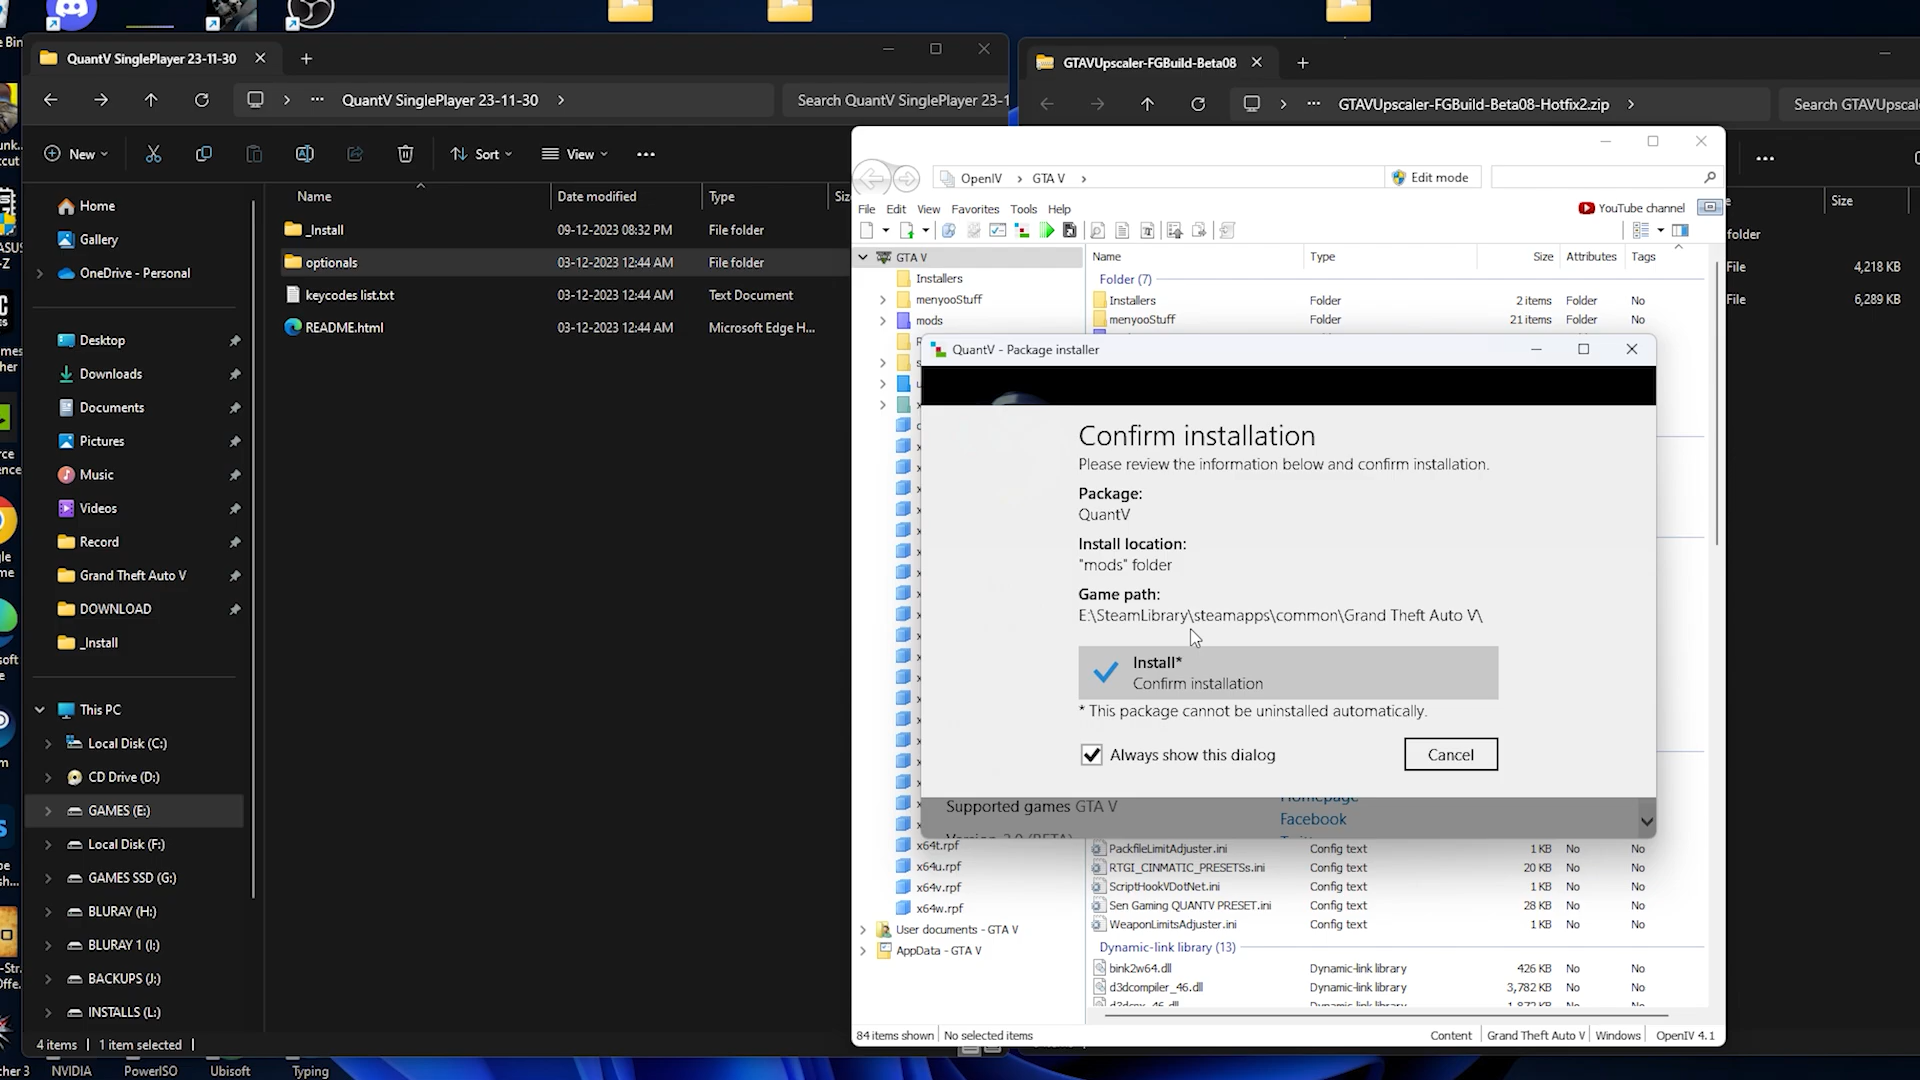 QuantV SinglePlayer 23-11-30
QuantV SinglePlayer 23-11-30
Search QuantV SinglePlayer 23-1
New
Sort
View
Name
Date modified
Type
Home
Gallery
OneDrive - Personal
Desktop
Downloads
Documents
Pictures
Music
Videos
Record
Grand Theft Auto V
DOWNLOAD
_Install
This PC
Local Disk (C:)
CD Drive (D:)
GAMES (E:)
Local Disk (F:)
GAMES SSD (G:)
BLURAY (H:)
BLURAY 1 (I:)
BACKUPS (J:)
INSTALLS (L:)
_Install 09-12-2023 08:32 PM File folder
optionals 03-12-2023 12:44 AM File folder
keycodes list.txt 03-12-2023 12:44 AM Text Document
README.html 03-12-2023 12:44 AM Microsoft Edge H...
4 items 1 item selected
NVIDIA PowerISO Ubisoft Typing
GTAVUpscaler-FGBuild-Beta08
GTAVUpscaler-FGBuild-Beta08-Hotfix2.zip
Search GTAVUpscale
Size
4,218 KB
6,289 KB
OpenIV GTA V
Edit mode
File Edit View Favorites Tools Help
YouTube channel
GTA V
Installers
menyooStuff
mods
x64t.rpf
x64u.rpf
x64v.rpf
x64w.rpf
User documents - GTA V
AppData - GTA V
Name Type Size Attributes Tags
Folder (7)
Installers Folder 2 items Folder No
menyooStuff Folder 21 items Folder No
QuantV - Package installer
Confirm installation
Please review the information below and confirm installation.
Package:
QuantV
Install location:
"mods" folder
Game path:
E:\SteamLibrary\steamapps\common\Grand Theft Auto V\
Install*
Confirm installation
* This package cannot be uninstalled automatically.
Always show this dialog
Cancel
Supported games GTA V
Homepage
Facebook
PackfileLimitAdjuster.ini Config text 1 KB No No
RTGI_CINMATIC_PRESETSs.ini Config text 20 KB No No
ScriptHookVDotNet.ini Config text 1 KB No No
Sen Gaming QUANTV PRESET.ini Config text 28 KB No No
WeaponLimitsAdjuster.ini Config text 1 KB No No
Dynamic-link library (13)
bink2w64.dll Dynamic-link library 426 KB No No
d3dcompiler_46.dll Dynamic-link library 3,782 KB No No
84 items shown No selected items
Content Grand Theft Auto V Windows OpenIV 4.1